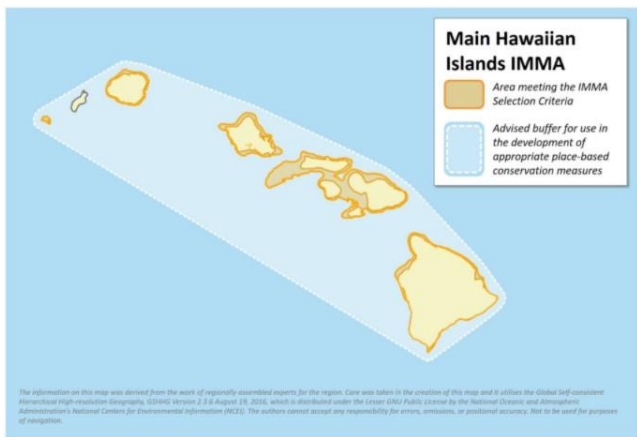 Main Hawaiian
Islands IMMA
Area meeting the IMMA
Selection Criteria
Advised buffer for use in
the development of
appropriate place-based
conservation measures
The information on this map was derived from the work of regionally-assembled experts for the region. Care was taken in the creation of this map and it utilises the Global Self-consistent
Hierarchical High-resolution Geography, GSHHG Version 2.3.6 August 19, 2016, which is distributed under the Lesser GNU Public License by the National Oceanic and Atmospheric
Administration's National Centers for Environmental Information (NCEI). The authors cannot accept any responsibility for errors, omissions, or positional accuracy. Not to be used for purposes
of navigation.